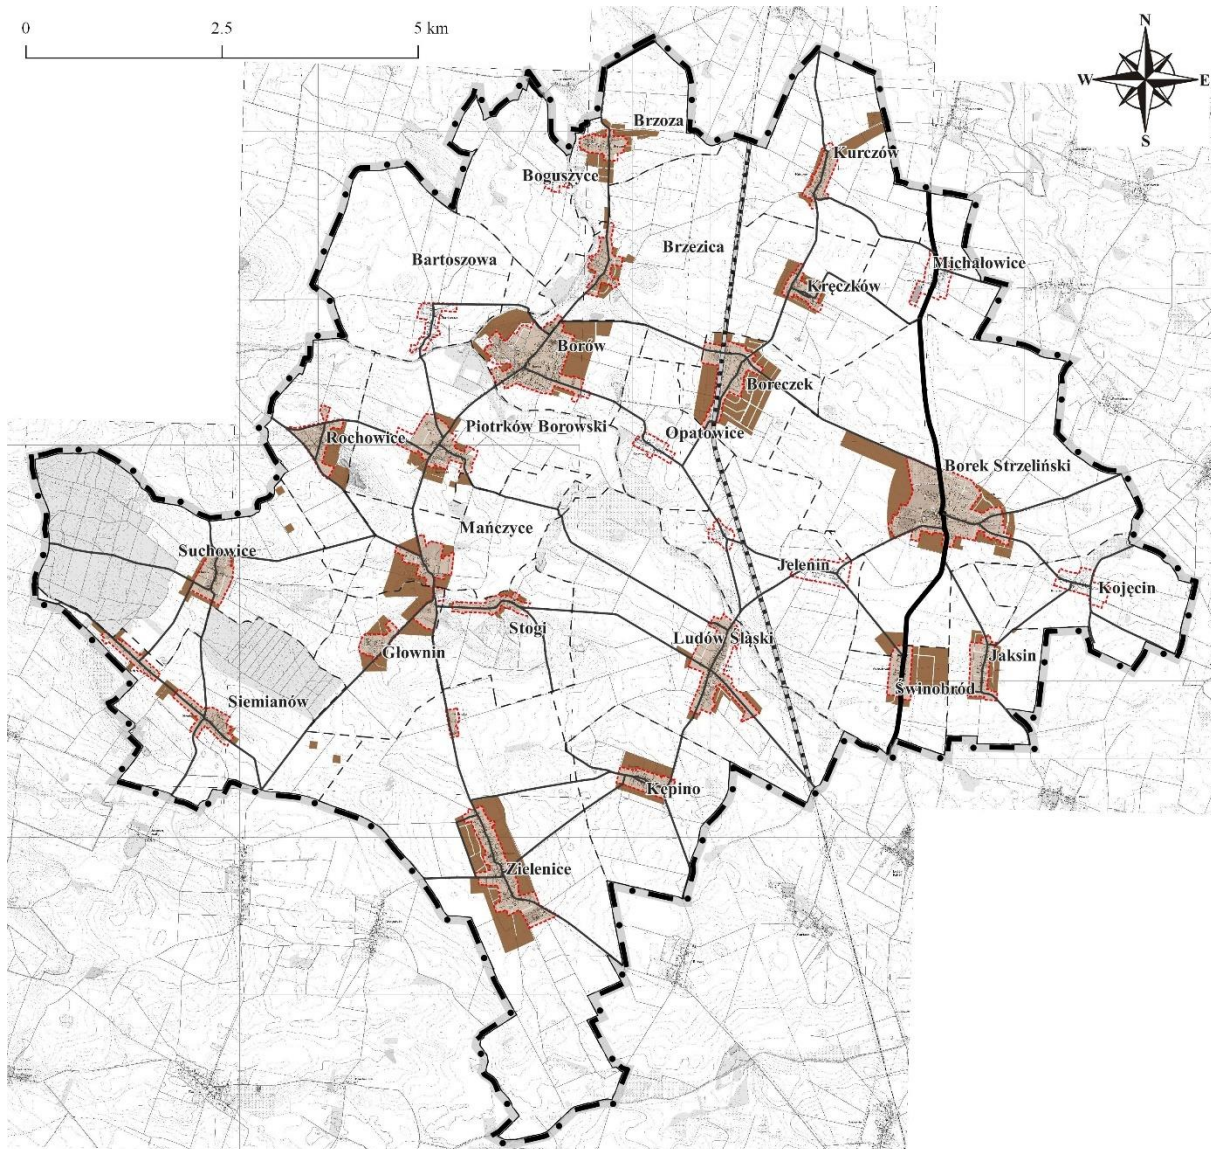 0
2.5
5 km
N
W
E
S
Brzoza
Kurczów
Boguszyce
Brzezica
Bartoszowa
Michałowice
Kręczków
Borów
Boreczek
Piotrków Borowski
Opatowice
Rochowice
Borek Strzeliński
Mańczyce
Suchowice
Jelenin
Kojęcin
Stogi
Ludów Śląski
Głownin
Jaksin
Świnobród
Siemianów
Kępino
Zielenice